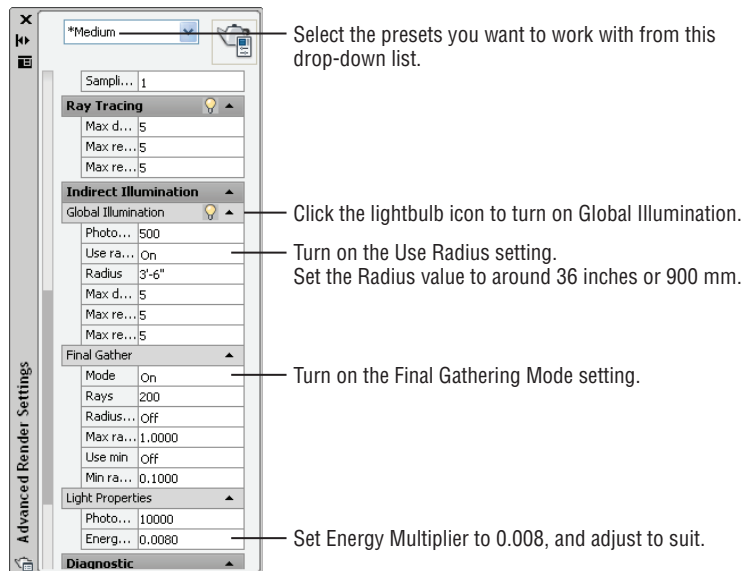 *Medium
Select the presets you want to work with from this
drop-down list.
Sampli... 1
Ray Tracing
Max d... 5
Max re... 5
Max re... 5
Indirect Illumination
Global Illumination
Click the lightbulb icon to turn on Global Illumination.
Photo... 500
Use ra... On
Turn on the Use Radius setting.
Radius 3'-6"
Set the Radius value to around 36 inches or 900 mm.
Max d... 5
Max re... 5
Max re... 5
Final Gather
Mode On
Turn on the Final Gathering Mode setting.
Rays 200
Radius... Off
Max ra... 1.0000
Use min Off
Min ra... 0.1000
Light Properties
Photo... 10000
Energ... 0.0080
Set Energy Multiplier to 0.008, and adjust to suit.
Diagnostic
Advanced Render Settings